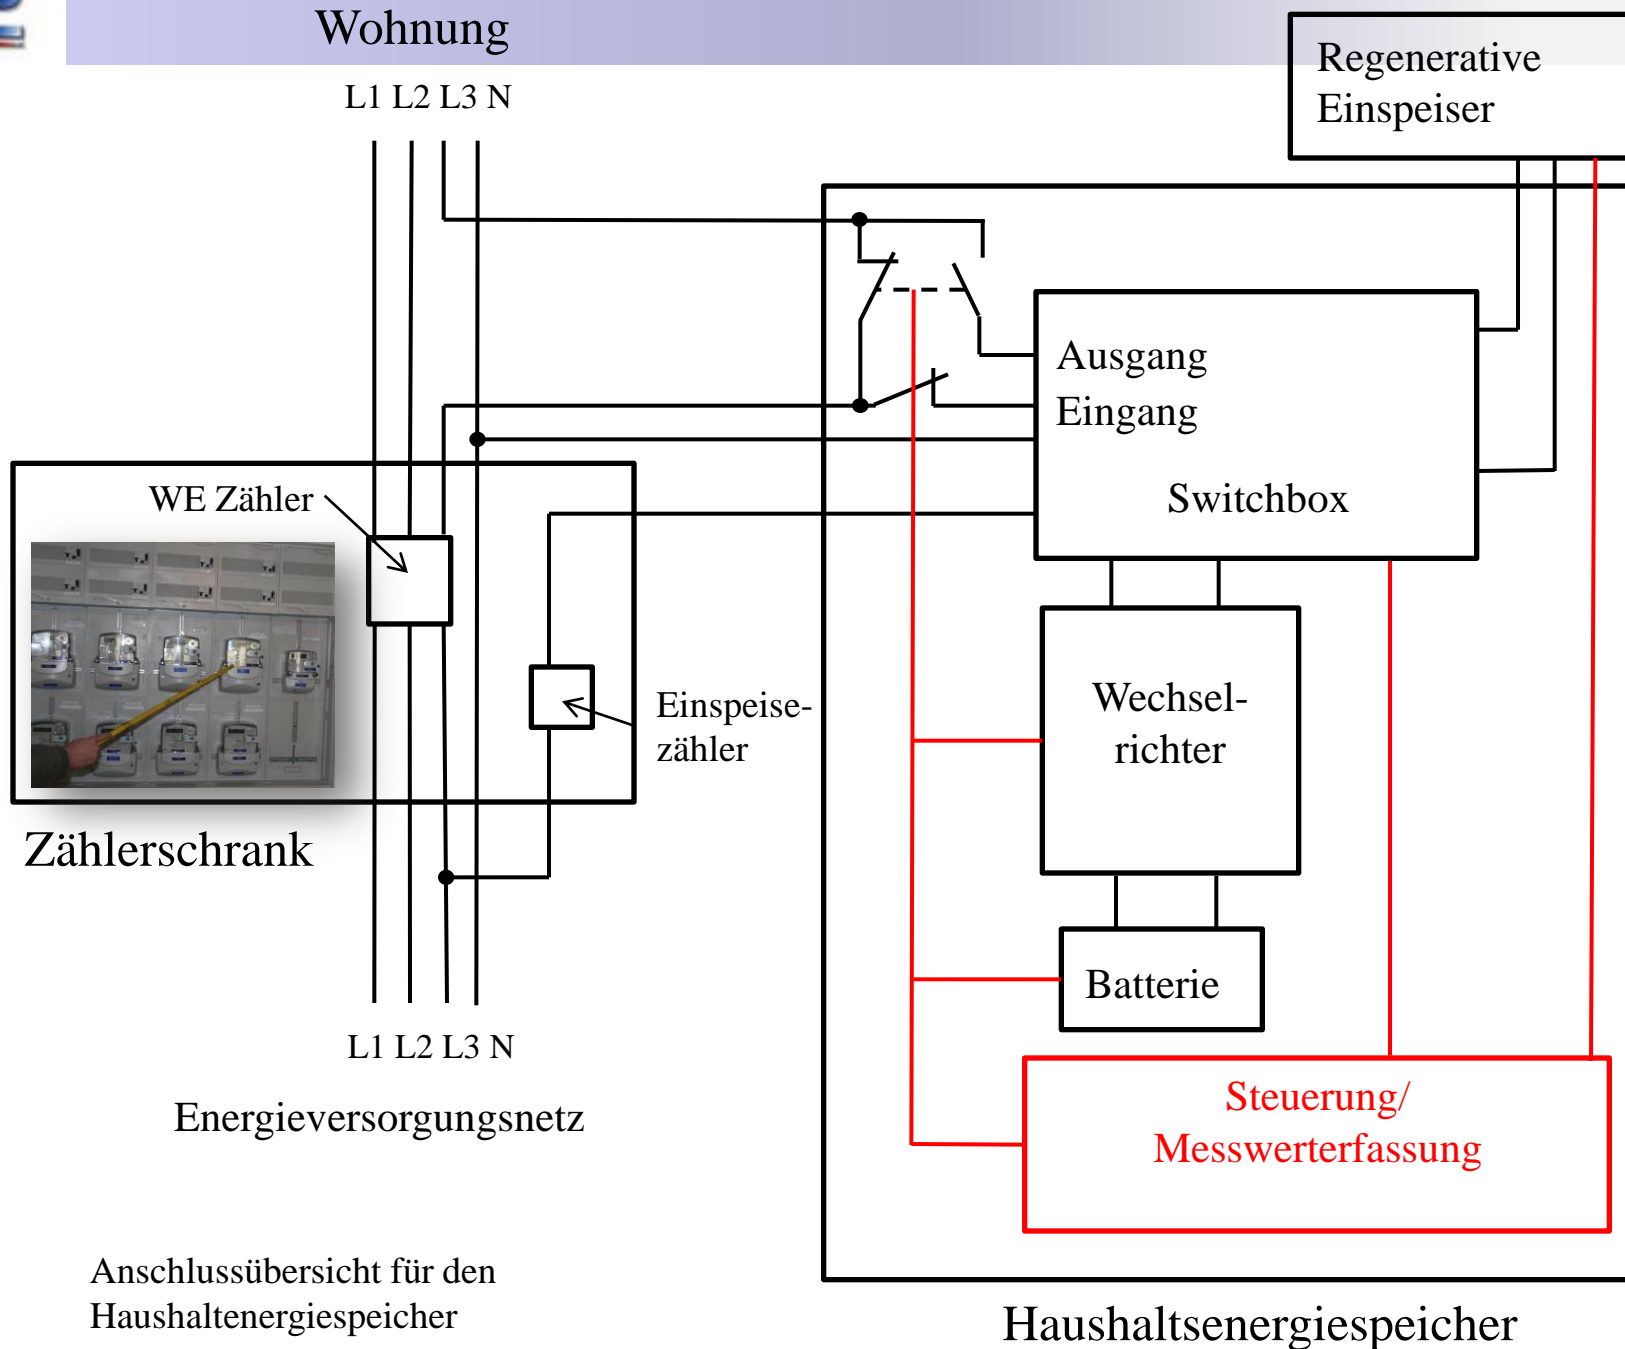 Wohnung
L1 L2 L3 N
Regenerative
Einspeiser
Ausgang
Eingang
Switchbox
WE Zähler
Einspeise-
zähler
Wechsel-
richter
Zählerschrank
Batterie
L1 L2 L3 N
Energieversorgungsnetz
Steuerung/
Messwerterfassung
Anschlussübersicht für den
Haushaltenergiespeicher
Haushaltsenergiespeicher